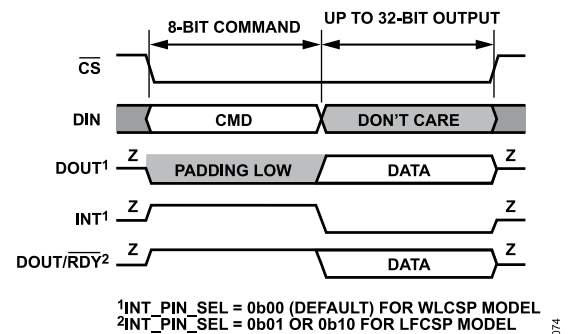 8-BIT COMMAND
UP TO 32-BIT OUTPUT
CS
DIN
CMD
DON'T CARE
DOUT1
Z
PADDING LOW
DATA
Z
INT1
Z
Z
DOUT/RDY2
Z
DATA
Z
1INT_PIN_SEL = 0b00 (DEFAULT) FOR WLCSP MODEL
2INT_PIN_SEL = 0b01 OR 0b10 FOR LFCSP MODEL
074